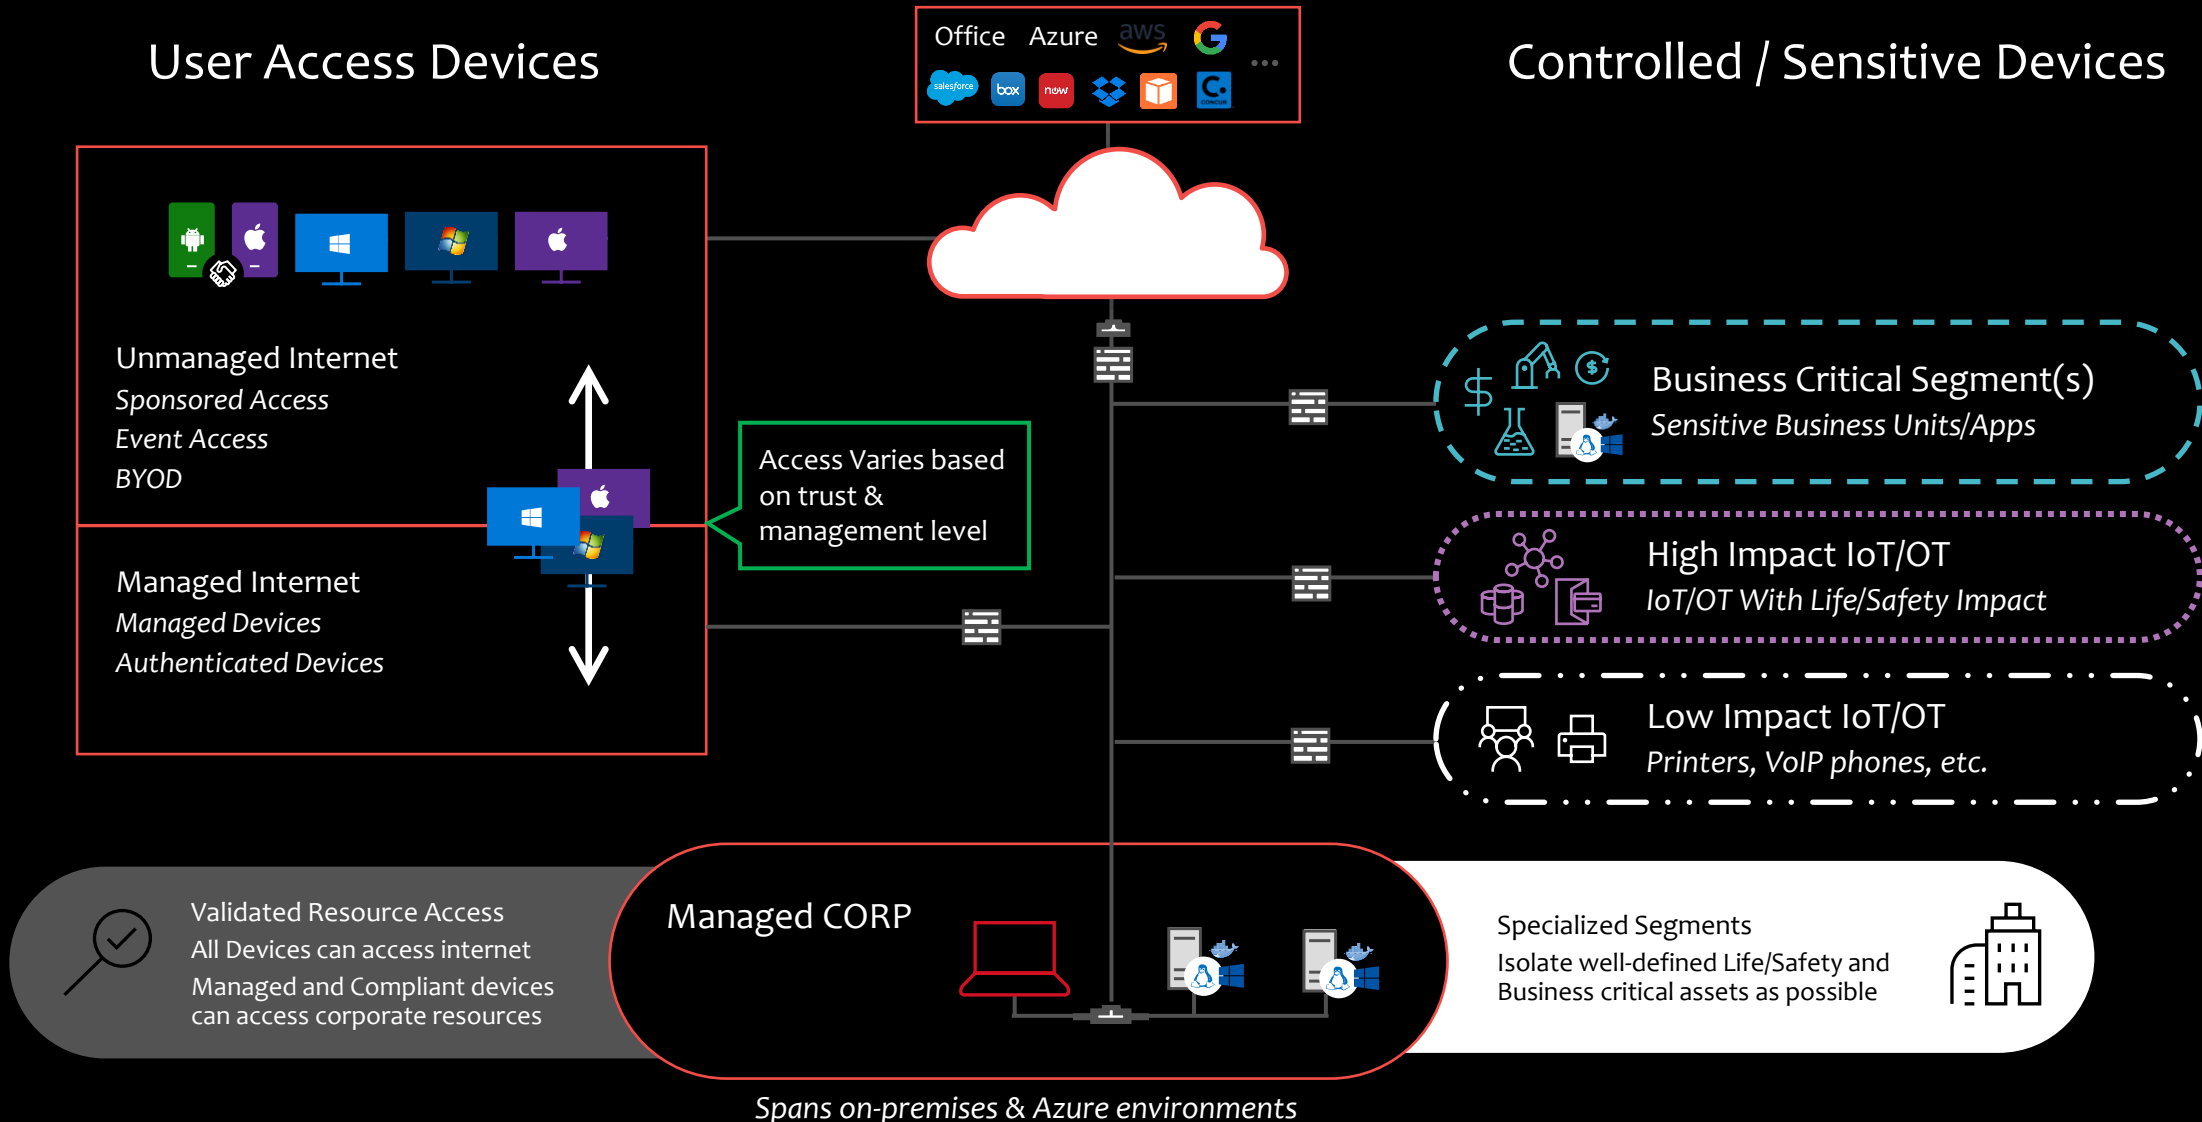 User Access Devices
Office Azure aws G
...
salesforce box now
CONCUR
Controlled / Sensitive Devices
Unmanaged Internet
Sponsored Access
Event Access
BYOD
Access Varies based
on trust &
management level
Managed Internet
Managed Devices
Authenticated Devices
$ $ Business Critical Segment(s)
Sensitive Business Units/Apps
High Impact IoT/OT
IoT/OT With Life/Safety Impact
Low Impact IoT/OT
Printers, VoIP phones, etc.
Validated Resource Access
All Devices can access internet
Managed and Compliant devices
can access corporate resources
Managed CORP
Specialized Segments
Isolate well-defined Life/Safety and
Business critical assets as possible
Spans on-premises & Azure environments